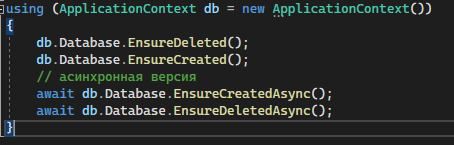 using (ApplicationContext db = new ApplicationContext())
{
db.Database.EnsureDeleted();
db.Database.EnsureCreated();
// асинхронная версия
await db.Database.EnsureCreatedAsync();
await db.Database.EnsureDeletedAsync();
}